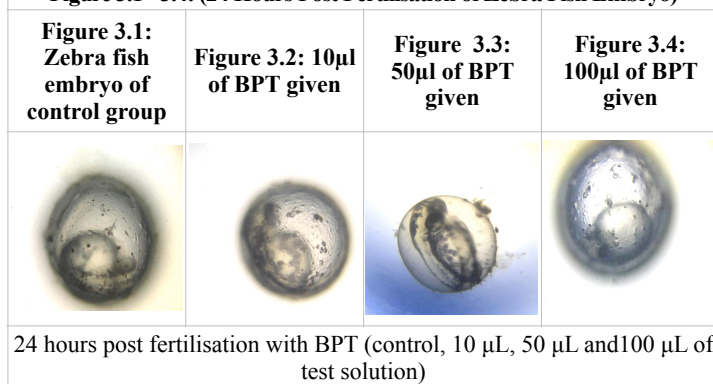 Figure 3.1:
Zebra fish
embryo of
control group
Figure 3.2: 10μl
of BPT given
Figure 3.3:
50μl of BPT
given
Figure 3.4:
100μl of BPT
given
24 hours post fertilisation with BPT (control, 10 μL, 50 μL and100 μL of
test solution)